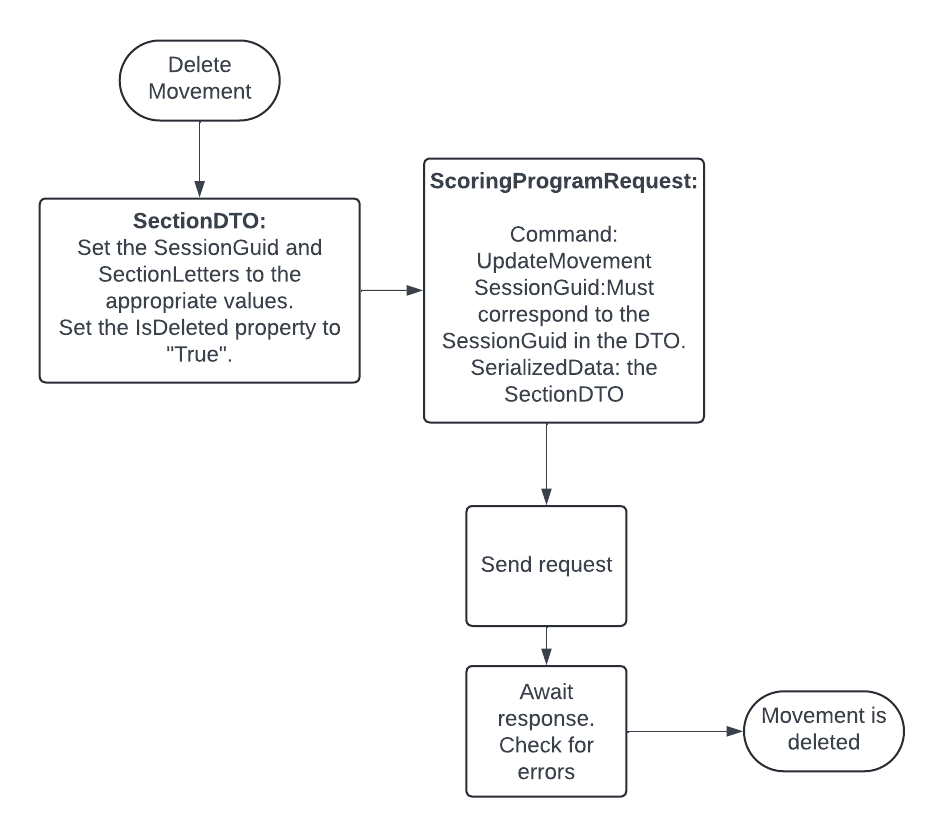 Delete
Movement
SectionDTO:
Set the SessionGuid and
SectionLetters to the
appropriate values.
Set the IsDeleted property to
"True".
ScoringProgramRequest:
Command:
UpdateMovement
SessionGuid:Must
correspond to the
SessionGuid in the DTO.
SerializedData: the
SectionDTO
Send request
Await
response.
Check for
errors
Movement is
deleted